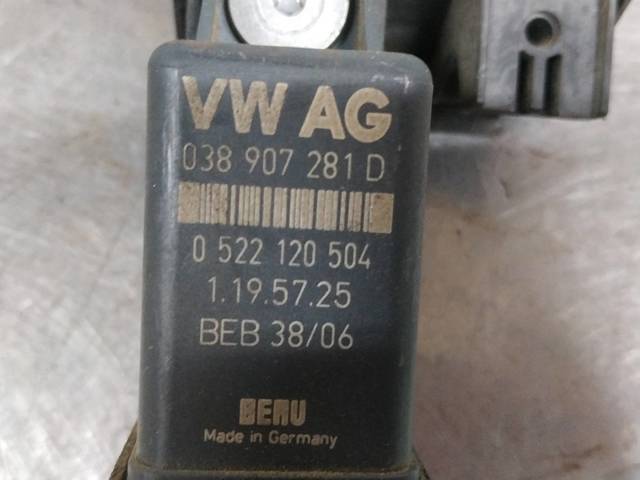 VW AG
038 907 281 D
0 522 120 504
1.19.57.25
BEB 38/06
BERU
Made in Germany